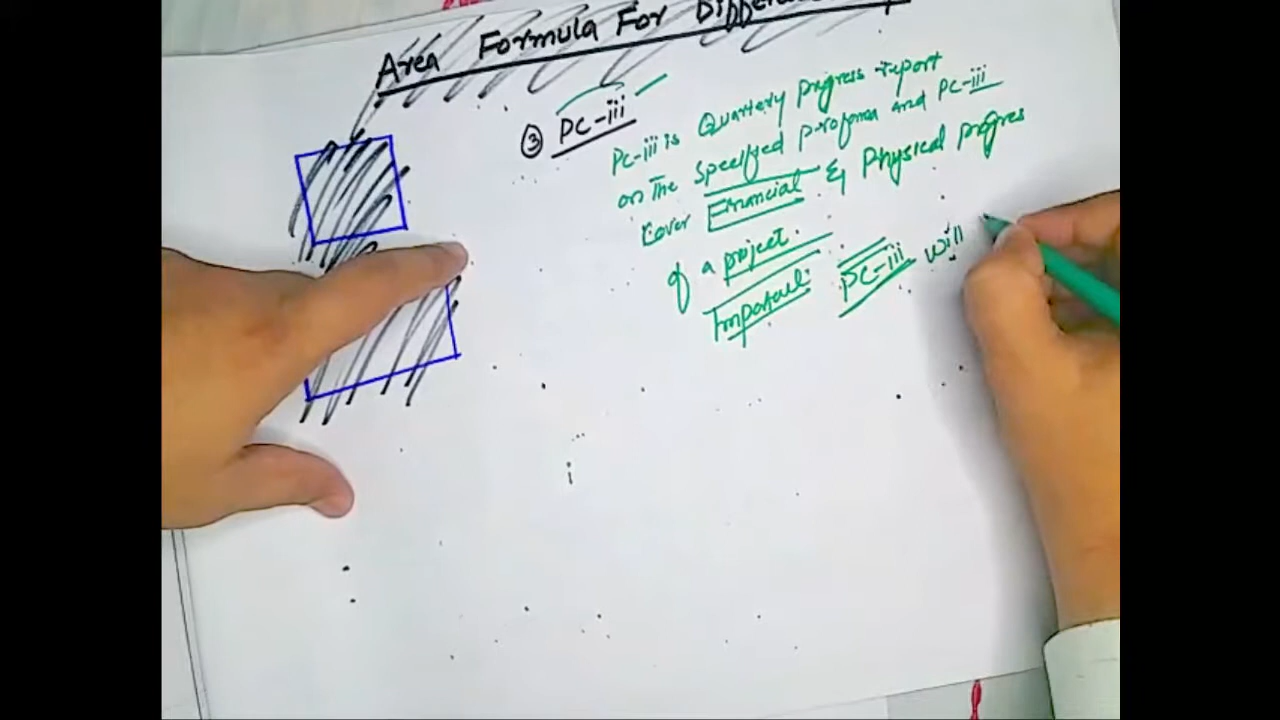 Area Formula For
③ PC-iii
PC-iii is Quarterly progress report
on The Specified proforma and PC-iii
Cover Financial & Physical progres
of a project.
Important: PC-iii will
i